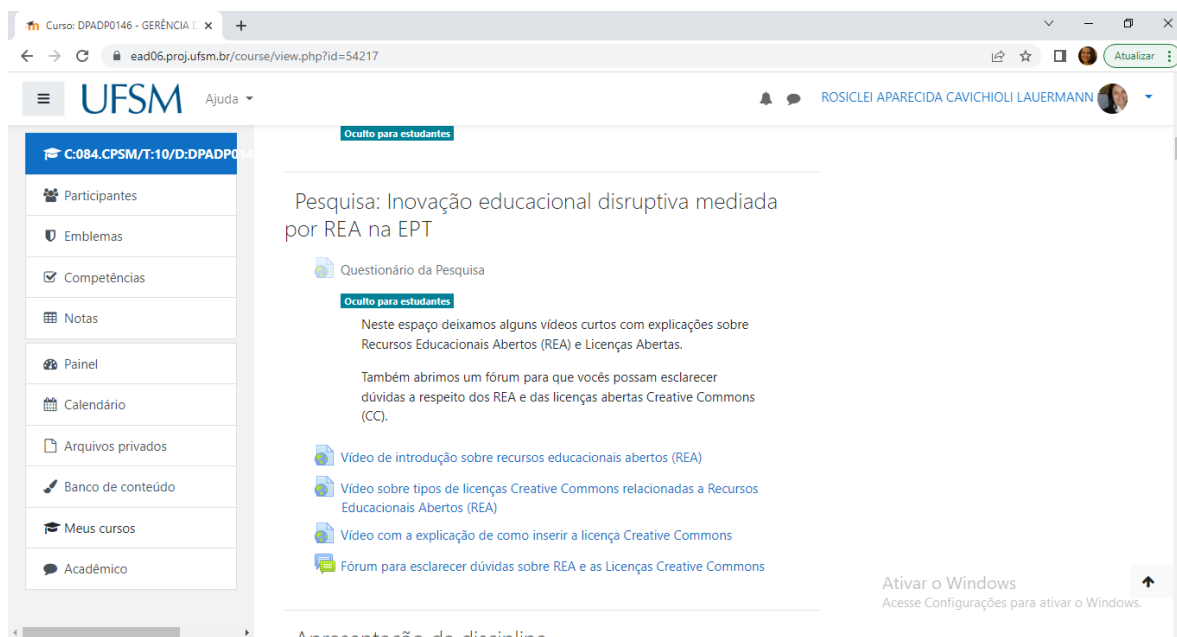 Curso: DPADP0146 - GERÊNCIA D
ead06.proj.ufsm.br/course/view.php?id=54217
Atualizar
UFSM
Ajuda
ROSICLEI APARECIDA CAVICHIOLI LAUERMANN
C:084.CPSM/T:10/D:DPADP014
Participantes
Emblemas
Competências
Notas
Painel
Calendário
Arquivos privados
Banco de conteúdo
Meus cursos
Acadêmico
Oculto para estudantes
Pesquisa: Inovação educacional disruptiva mediada
por REA na EPT
Questionário da Pesquisa
Oculto para estudantes
Neste espaço deixamos alguns vídeos curtos com explicações sobre
Recursos Educacionais Abertos (REA) e Licenças Abertas.
Também abrimos um fórum para que vocês possam esclarecer
dúvidas a respeito dos REA e das licenças abertas Creative Commons
(CC).
Vídeo de introdução sobre recursos educacionais abertos (REA)
Vídeo sobre tipos de licenças Creative Commons relacionadas a Recursos
Educacionais Abertos (REA)
Vídeo com a explicação de como inserir a licença Creative Commons
Fórum para esclarecer dúvidas sobre REA e as Licenças Creative Commons
Apresentação da disciplina
Ativar o Windows
Acesse Configurações para ativar o Windows.